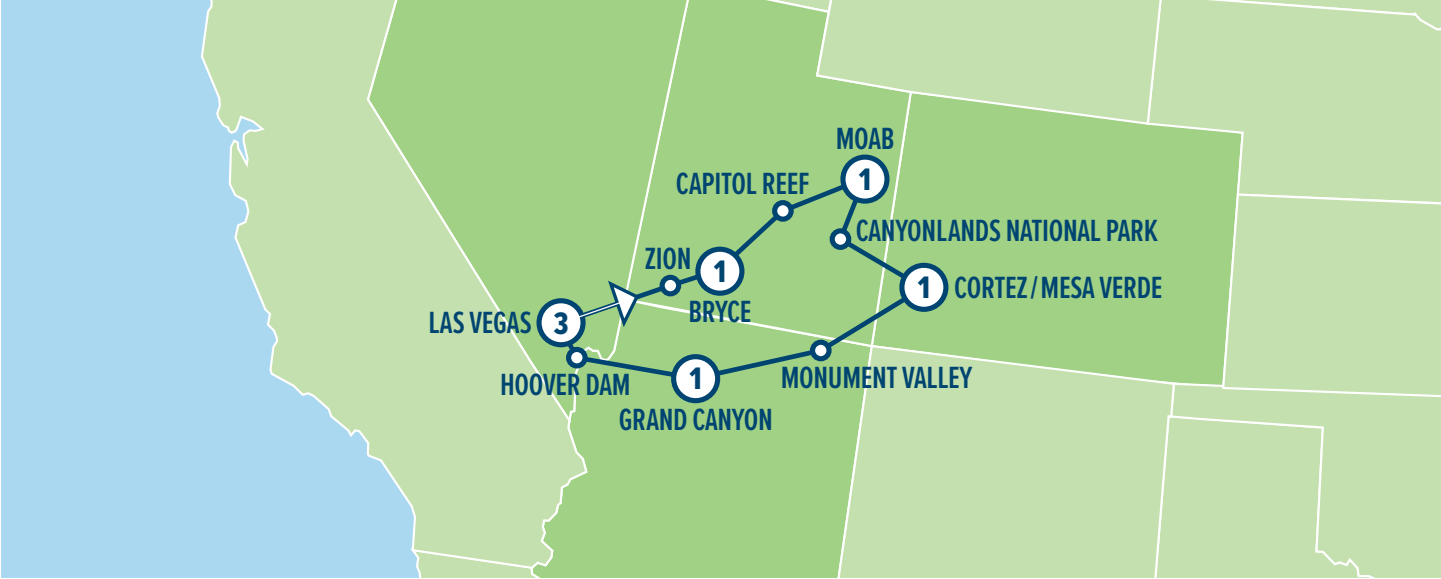 MOAB
1
CAPITOL REEF
CANYONLANDS NATIONAL PARK
ZION
1
BRYCE
1
CORTEZ / MESA VERDE
LAS VEGAS
3
HOOVER DAM
1
GRAND CANYON
MONUMENT VALLEY